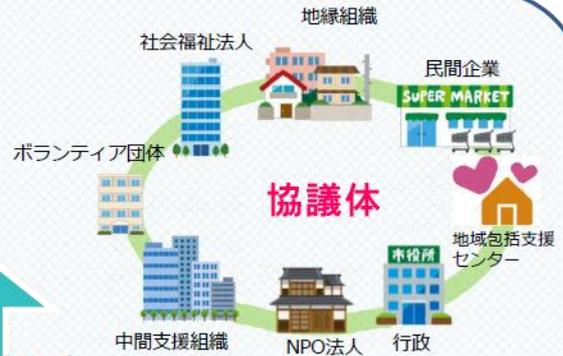 地縁組織
社会福祉法人
民間企業
SUPER MARKET
ボランティア団体
協議体
地域包括支援
センター
市役所
中間支援組織
NPO法人
行政